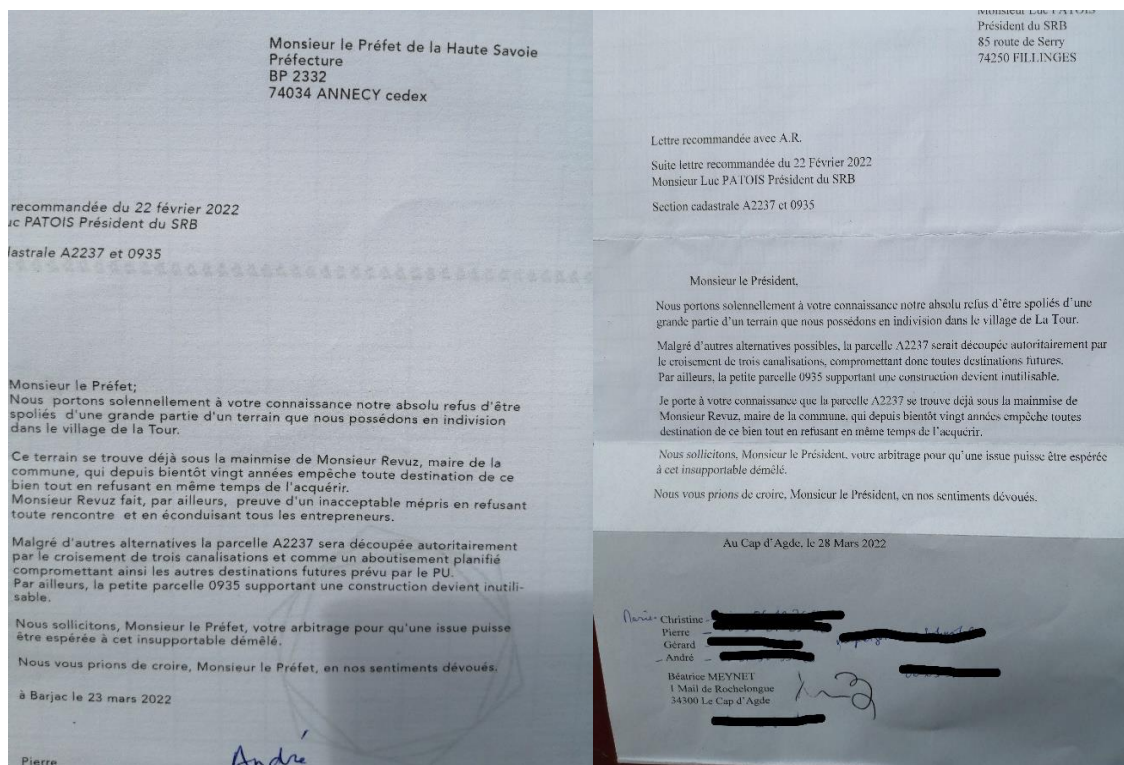 Monsieur le Préfet de la Haute Savoie
Préfecture
BP 2332
74034 ANNECY cedex
recommandée du 22 février 2022
uc PATOIS Président du SRB
lastrale A2237 et 0935
Monsieur le Préfet;
Nous portons solennellement à votre connaissance notre absolu refus d'être
spoliés d'une grande partie d'un terrain que nous possédons en indivision
dans le village de la Tour.
Ce terrain se trouve déjà sous la mainmise de Monsieur Revuz, maire de la
commune, qui depuis bientôt vingt années empêche toute destination de ce
bien tout en refusant en même temps de l'acquérir.
Monsieur Revuz fait, par ailleurs, preuve d'un inacceptable mépris en refusant
toute rencontre et en éconduisant tous les entrepreneurs.
Malgré d'autres alternatives la parcelle A2237 sera découpée autoritairement
par le croisement de trois canalisations et comme un aboutisement planifié
compromettant ainsi les autres destinations futures prévu par le PU.
Par ailleurs, la petite parcelle 0935 supportant une construction devient inutili-
sable.
Nous sollicitons, Monsieur le Préfet, votre arbitrage pour qu'une issue puisse
être espérée à cet insupportable démêlé.
Nous vous prions de croire, Monsieur le Préfet, en nos sentiments dévoués.
à Barjac le 23 mars 2022
Pierre
André
Monsieur Luc PATOIS
Président du SRB
85 route de Serry
74250 FILLINGES
Lettre recommandée avec A.R.
Suite lettre recommandée du 22 Février 2022
Monsieur Luc PATOIS Président du SRB
Section cadastrale A2237 et 0935
Monsieur le Président,
Nous portons solennellement à votre connaissance notre absolu refus d'être spoliés d'une
grande partie d'un terrain que nous possédons en indivision dans le village de La Tour.
Malgré d'autres alternatives possibles, la parcelle A2237 serait découpée autoritairement par
le croisement de trois canalisations, compromettant donc toutes destinations futures.
Par ailleurs, la petite parcelle 0935 supportant une construction devient inutilisable.
Je porte à votre connaissance que la parcelle A2237 se trouve déjà sous la mainmise de
Monsieur Revuz, maire de la commune, qui depuis bientôt vingt années empêche toutes
destination de ce bien tout en refusant en même temps de l'acquérir.
Nous sollicitons, Monsieur le Président, votre arbitrage pour qu'une issue puisse être espérée
à cet insupportable démêlé.
Nous vous prions de croire, Monsieur le Président, en nos sentiments dévoués.
Au Cap d'Agde, le 28 Mars 2022
Marie- Christine
Pierre
Gérard
André
Béatrice MEYNET
1 Mail de Rochelongue
34300 Le Cap d'Agde